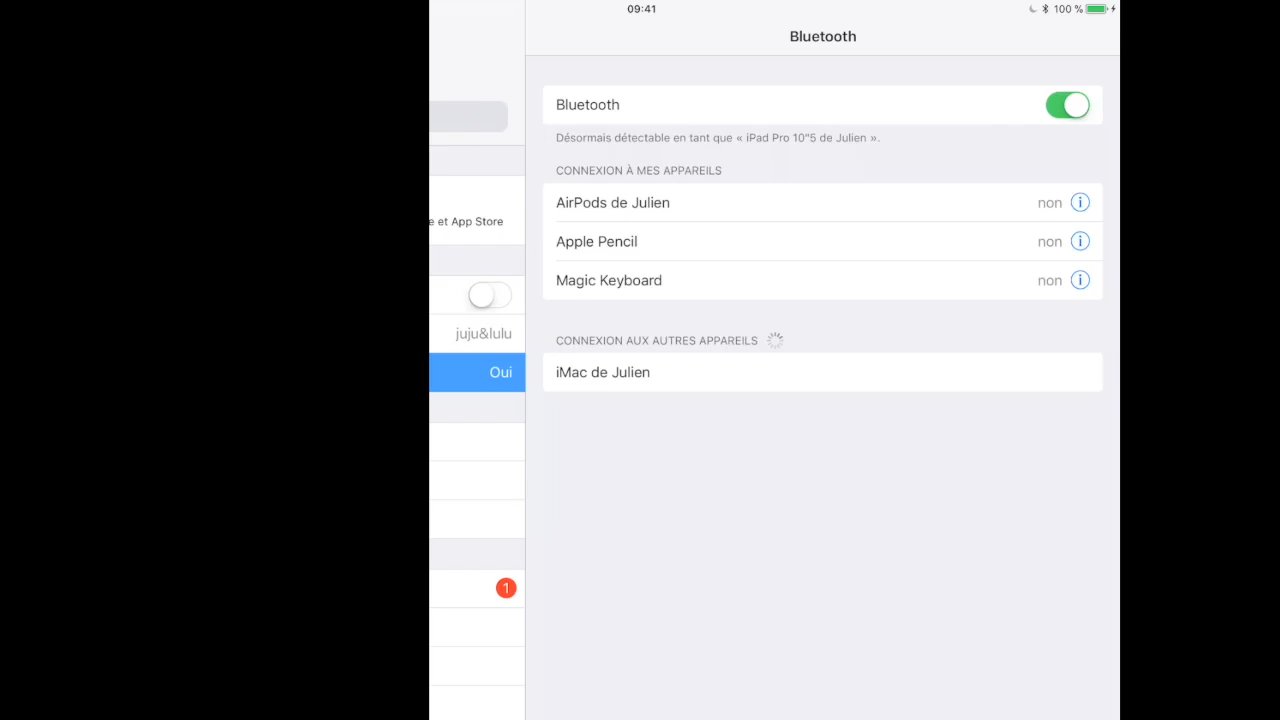 09:41
100 %
Bluetooth
Bluetooth
Désormais détectable en tant que « iPad Pro 10"5 de Julien ».
CONNEXION À MES APPAREILS
AirPods de Julien non
Apple Pencil non
Magic Keyboard non
CONNEXION AUX AUTRES APPAREILS
iMac de Julien
e et App Store
juju&lulu
Oui
1